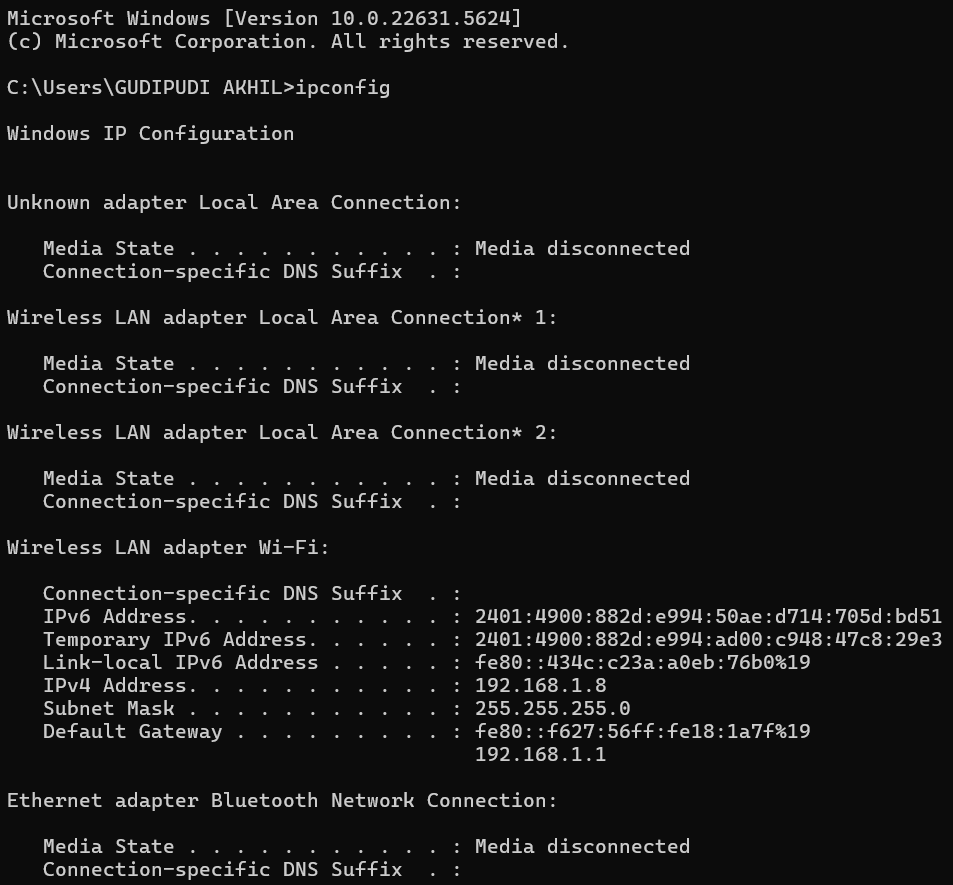 Microsoft Windows [Version 10.0.22631.5624]
(c) Microsoft Corporation. All rights reserved.
C:\Users\GUDIPUDI AKHIL>ipconfig
Windows IP Configuration
Unknown adapter Local Area Connection:
   Media State . . . . . . . . . . . : Media disconnected
   Connection-specific DNS Suffix  . :
Wireless LAN adapter Local Area Connection* 1:
   Media State . . . . . . . . . . . : Media disconnected
   Connection-specific DNS Suffix  . :
Wireless LAN adapter Local Area Connection* 2:
   Media State . . . . . . . . . . . : Media disconnected
   Connection-specific DNS Suffix  . :
Wireless LAN adapter Wi-Fi:
   Connection-specific DNS Suffix  . :
   IPv6 Address. . . . . . . . . . . : 2401:4900:882d:e994:50ae:d714:705d:bd51
   Temporary IPv6 Address. . . . . . : 2401:4900:882d:e994:ad00:c948:47c8:29e3
   Link-local IPv6 Address . . . . . : fe80::434c:c23a:a0eb:76b0%19
   IPv4 Address. . . . . . . . . . . : 192.168.1.8
   Subnet Mask . . . . . . . . . . . : 255.255.255.0
   Default Gateway . . . . . . . . . : fe80::f627:56ff:fe18:1a7f%19
                                       192.168.1.1
Ethernet adapter Bluetooth Network Connection:
   Media State . . . . . . . . . . . : Media disconnected
   Connection-specific DNS Suffix  . :